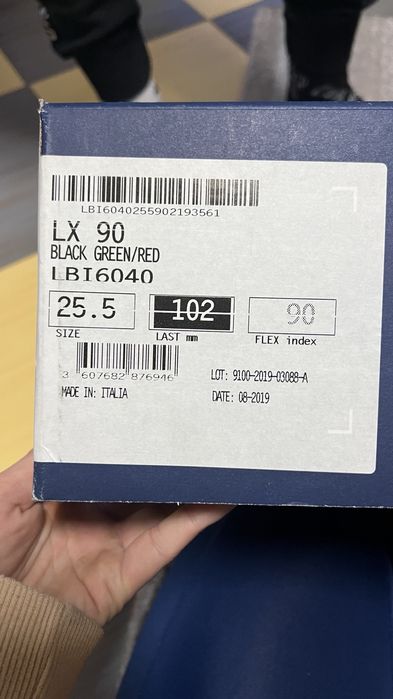 LBI6040255902193561
LX 90
BLACK GREEN/RED
LBI6040
25.5
SIZE
102
LAST mm
90
FLEX index
3 607682 876946
LOT: 9100-2019-03088-A
MADE IN: ITALIA
DATE: 08-2019